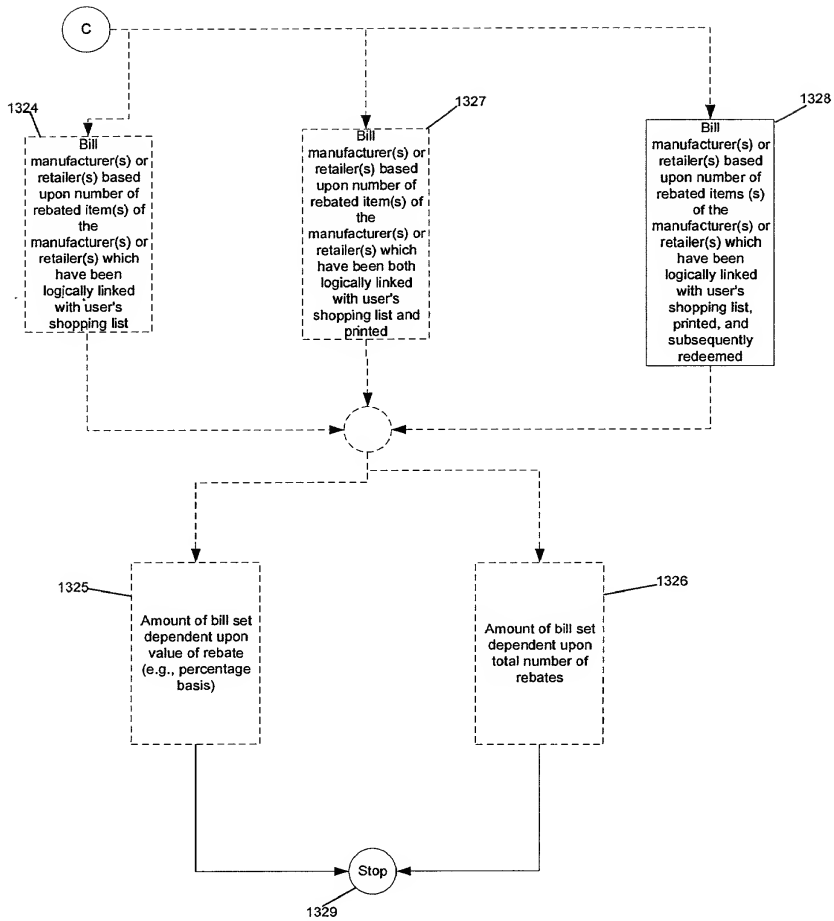 C
1324
1327
1328
Bill
manufacturer(s) or
retailer(s) based
upon number of
rebated item(s) of
the
manufacturer(s) or
retailer(s) which
have been
logically linked
with user's
shopping list
Bill
manufacturer(s) or
retailer(s) based
upon number of
rebated item(s) of
the
manufacturer(s) or
retailer(s) which
have been both
logically linked
with user's
shopping list and
printed
Bill
manufacturer(s) or
retailer(s) based
upon number of
rebated items (s)
of the
manufacturer(s) or
retailer(s) which
have been
logically linked
with user's
shopping list,
printed, and
subsequently
redeemed
1325
1326
Amount of bill set
dependent upon
value of rebate
(e.g., percentage
basis)
Amount of bill set
dependent upon
total number of
rebates
Stop
1329